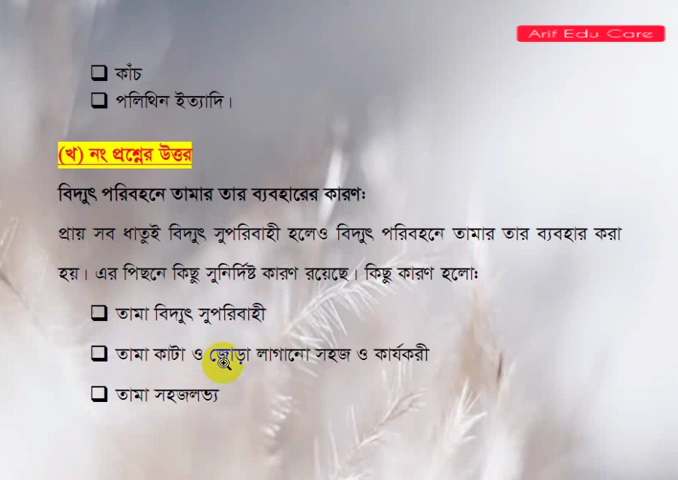 Arif Edu Care
❑ কাঁচ
❑ পলিথিন ইত্যাদি।
(খ) নং প্রশ্নের উত্তর
বিদ্যুৎ পরিবহনে তামার তার ব্যবহারের কারণ:
প্রায় সব ধাতুই বিদ্যুৎ সুপরিবাহী হলেও বিদ্যুৎ পরিবহনে তামার তার ব্যবহার করা
হয়। এর পিছনে কিছু সুনির্দিষ্ট কারণ রয়েছে। কিছু কারণ হলো:
❑ তামা বিদ্যুৎ সুপরিবাহী
❑ তামা কাটা ও জোড়া লাগানো সহজ ও কার্যকরী
❑ তামা সহজলভ্য